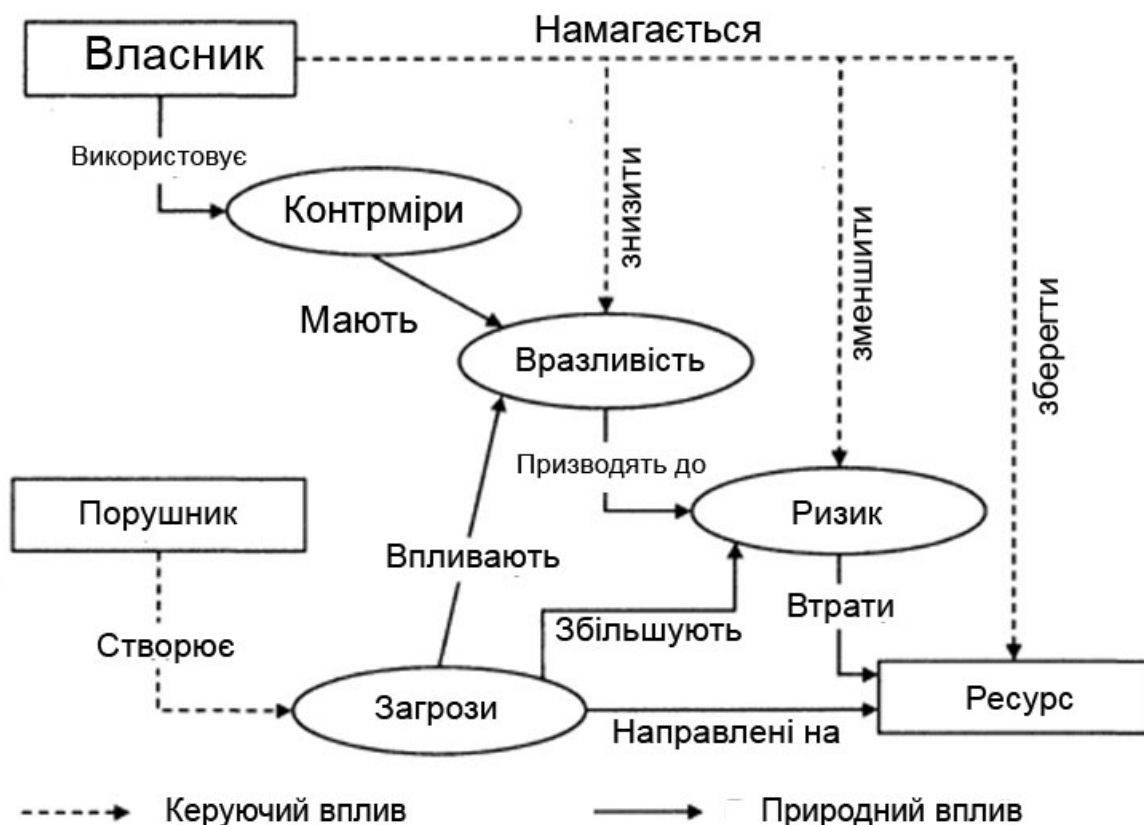 Намагається
Власник
Використовує
знизити
Контрміри
зменшити
зберегти
Мають
Вразливість
Призводять до
Порушник
Ризик
Впливають
Втрати
Збільшують
Створює
Загрози
Ресурс
Направлені на
Керуючий вплив
Природний вплив